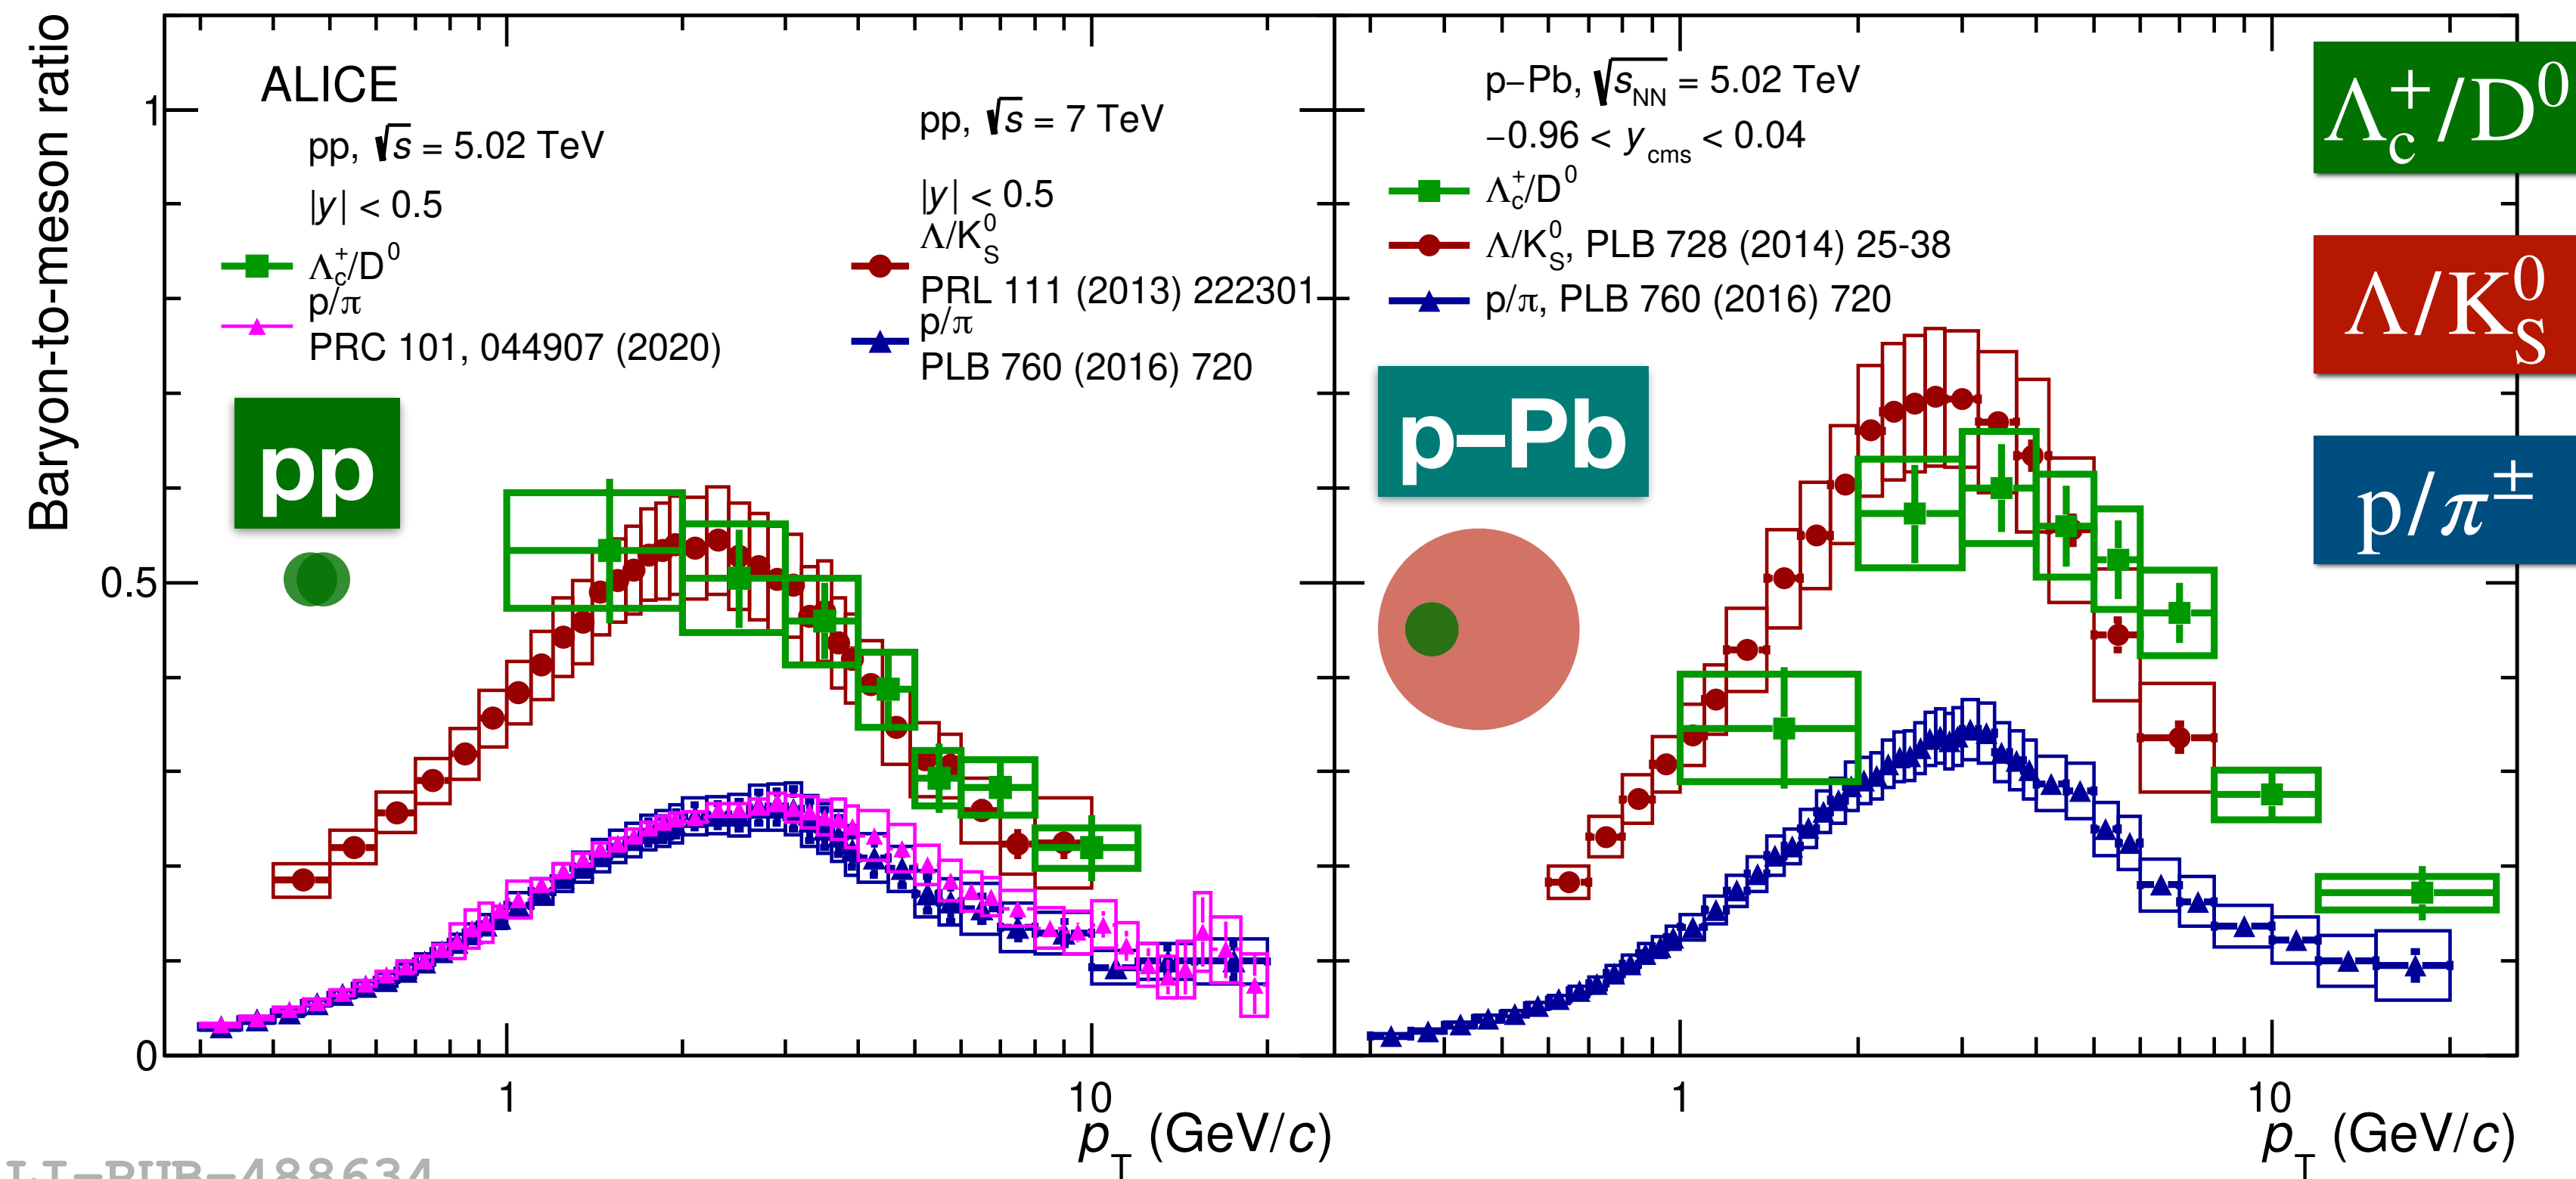 Baryon-to-meson ratio
1
0.5
0
ALICE
pp, √s = 5.02 TeV
|y| < 0.5
Λc+/D0
p/π
PRC 101, 044907 (2020)
pp, √s = 7 TeV
|y| < 0.5
Λ/K0S
PRL 111 (2013) 222301
p/π
PLB 760 (2016) 720
pp
1
10
pT (GeV/c)
p–Pb, √sNN = 5.02 TeV
−0.96 < ycms < 0.04
Λc+/D0
Λ/K0S, PLB 728 (2014) 25-38
p/π, PLB 760 (2016) 720
p–Pb
1
10
pT (GeV/c)
Λc+/D0
Λ/K0S
p/π±
LI-PUB-488634